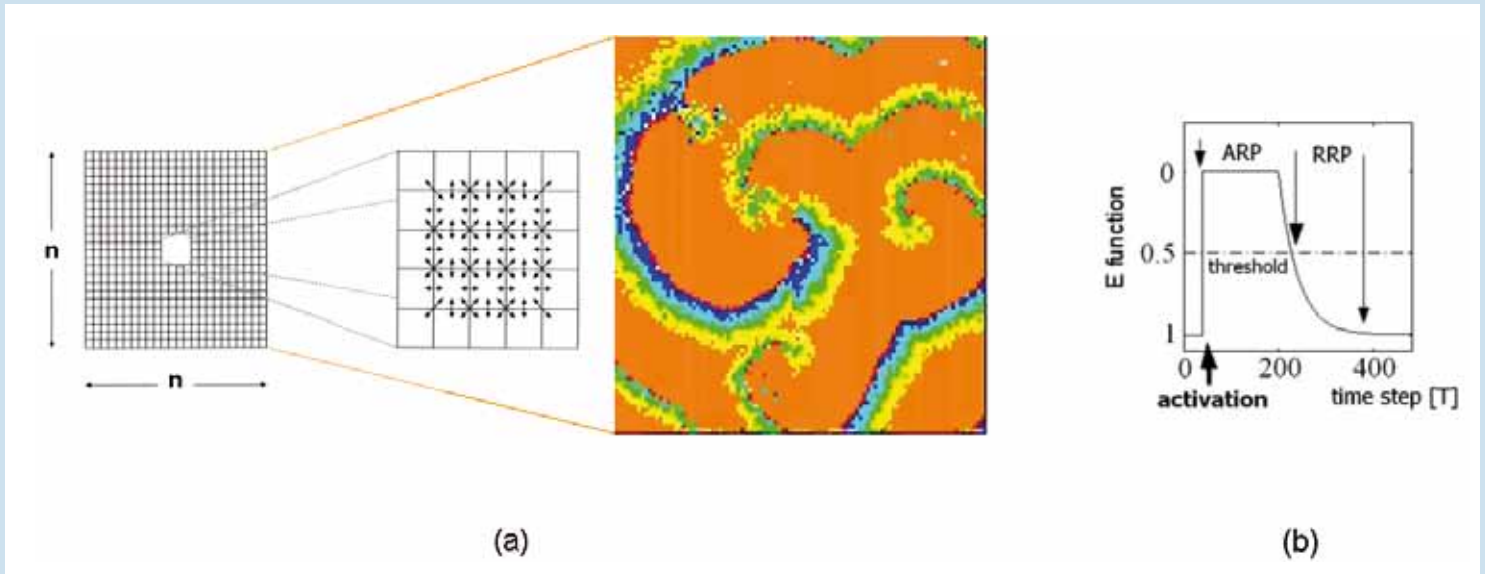 n
n
(a)
ARP
RRP
0
0.5
threshold
1
E function
0
200
400
activation
time step [T]
(b)